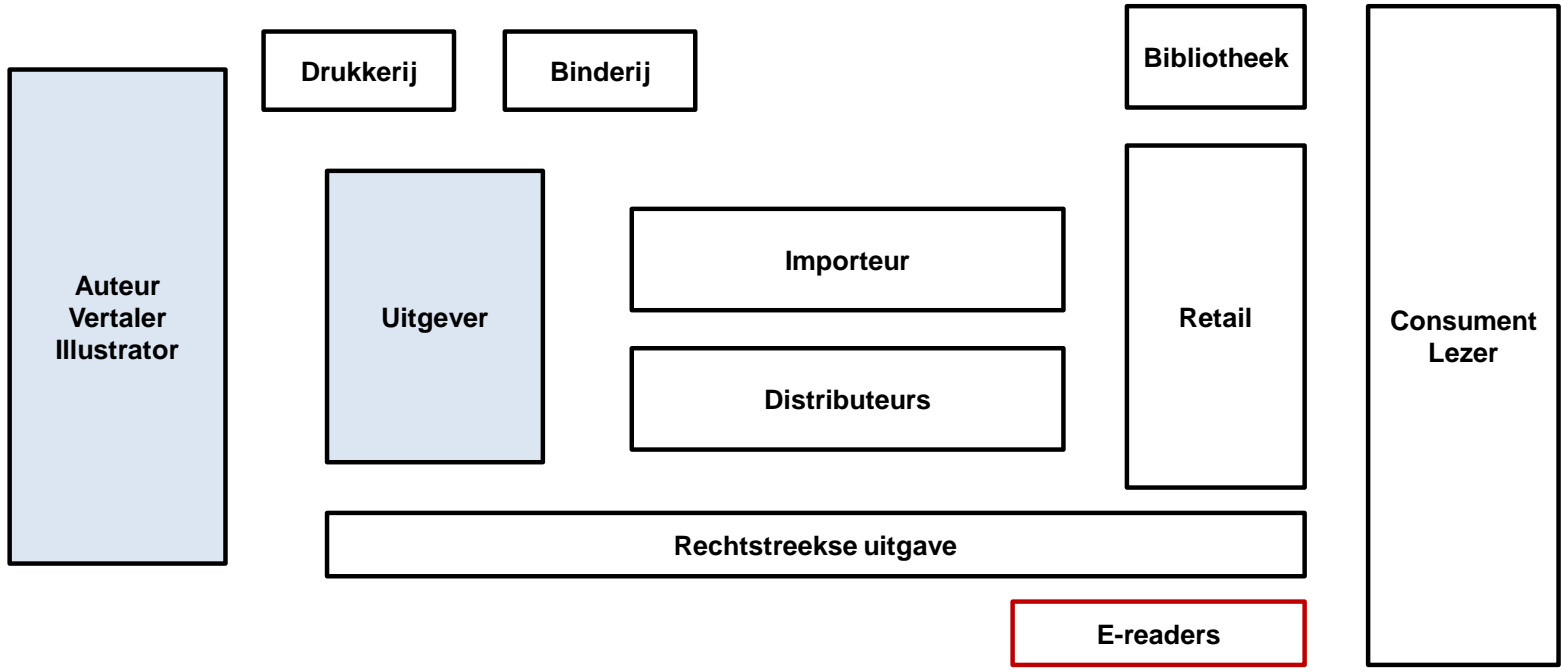 Drukkerij
Binderij
Bibliotheek
Auteur
Vertaler
Illustrator
Uitgever
Importeur
Distributeurs
Retail
Consument
Lezer
Rechtstreekse uitgave
E-readers